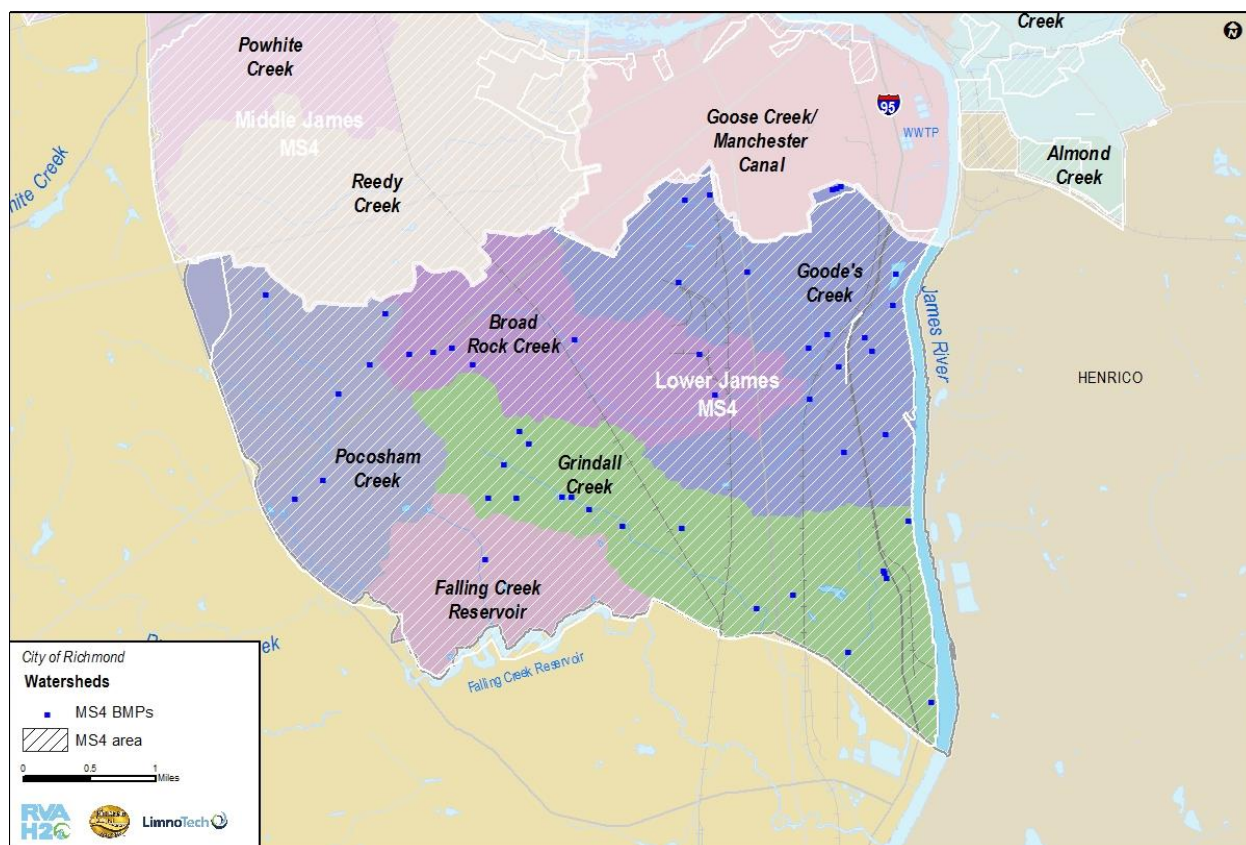 Creek
Powhite
Creek
N
95
Goose Creek/
Manchester
Canal
WWTP
Middle James
MS4
Almond
Creek
Reedy
Creek
hite Creek
Goode's
Creek
James River
Broad
Rock Creek
Lower James
MS4
HENRICO
Pocosham
Creek
Grindall
Creek
Falling Creek
Reservoir
Falling Creek Reservoir
ek
City of Richmond
Watersheds
MS4 BMPs
MS4 area
0 0.5 1
Miles
RVA
H2O
LimnoTech